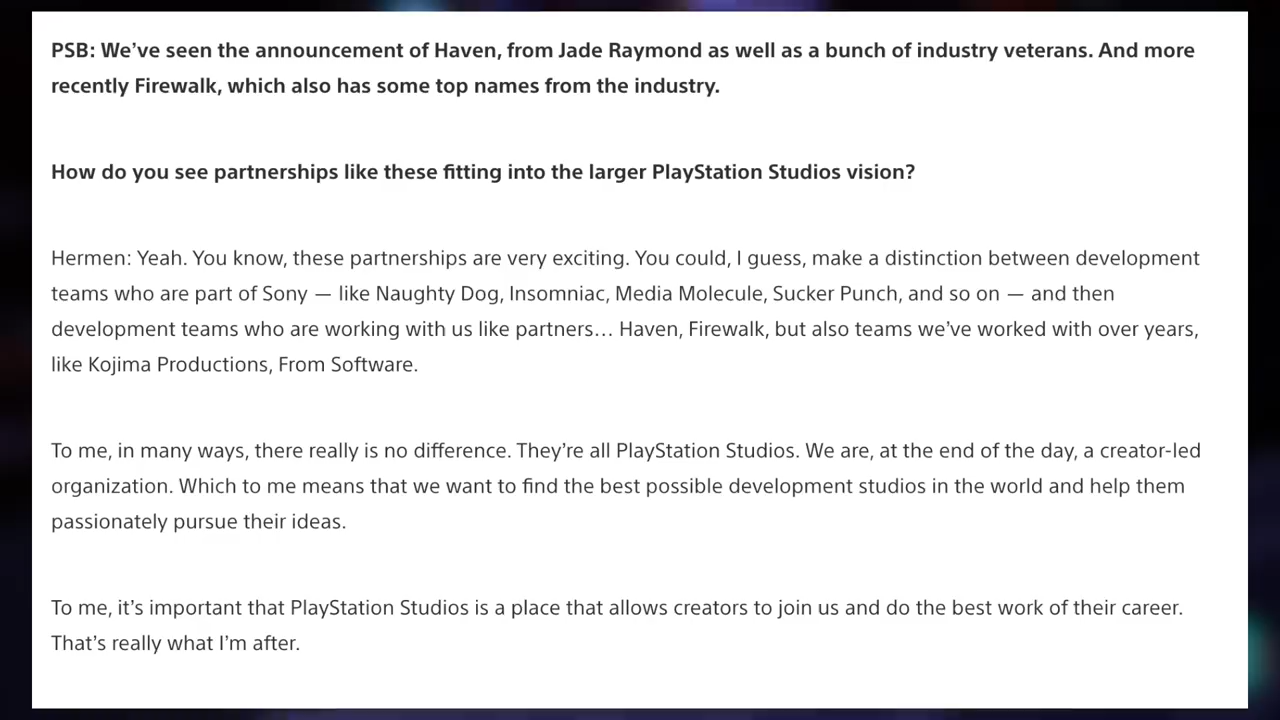 PSB: We’ve seen the announcement of Haven, from Jade Raymond as well as a bunch of industry veterans. And more
recently Firewalk, which also has some top names from the industry.
How do you see partnerships like these fitting into the larger PlayStation Studios vision?
Hermen: Yeah. You know, these partnerships are very exciting. You could, I guess, make a distinction between development
teams who are part of Sony — like Naughty Dog, Insomniac, Media Molecule, Sucker Punch, and so on — and then
development teams who are working with us like partners… Haven, Firewalk, but also teams we’ve worked with over years,
like Kojima Productions, From Software.
To me, in many ways, there really is no difference. They’re all PlayStation Studios. We are, at the end of the day, a creator-led
organization. Which to me means that we want to find the best possible development studios in the world and help them
passionately pursue their ideas.
To me, it’s important that PlayStation Studios is a place that allows creators to join us and do the best work of their career.
That’s really what I’m after.